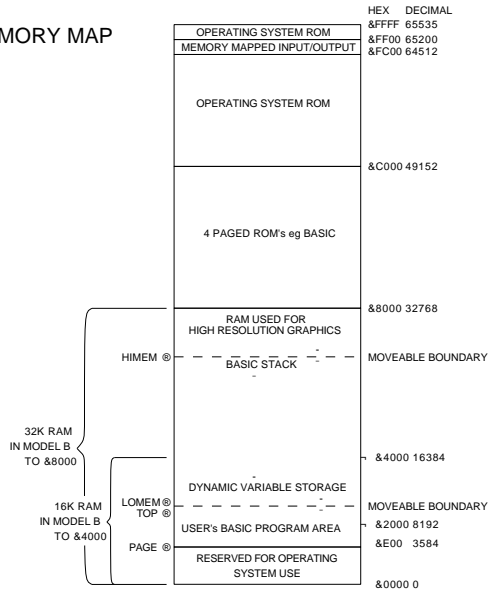 HEX DECIMAL
&FFFF 65535
MEMORY MAP
OPERATING SYSTEM ROM
&FF00 65200
MEMORY MAPPED INPUT/OUTPUT
&FC00 64512
OPERATING SYSTEM ROM
&C000 49152
4 PAGED ROM's eg BASIC
&8000 32768
RAM USED FOR
HIGH RESOLUTION GRAPHICS
HIMEM ®
MOVEABLE BOUNDARY
BASIC STACK
32K RAM
IN MODEL B
TO &8000
&4000 16384
DYNAMIC VARIABLE STORAGE
16K RAM
IN MODEL B
TO &4000
LOMEM ®
TOP ®
MOVEABLE BOUNDARY
USER's BASIC PROGRAM AREA
&2000 8192
PAGE ®
&E00 3584
RESERVED FOR OPERATING
SYSTEM USE
&0000 0